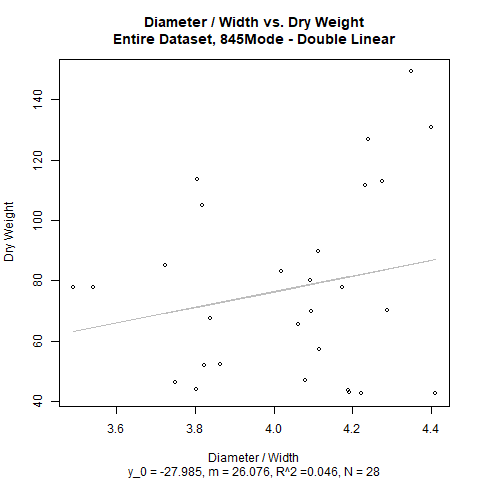 Diameter / Width vs. Dry Weight
Entire Dataset, 845Mode - Double Linear
140
120
100
80
60
40
Dry Weight
3.6 3.8 4.0 4.2 4.4
Diameter / Width
y_0 = -27.985, m = 26.076, R^2 =0.046, N = 28